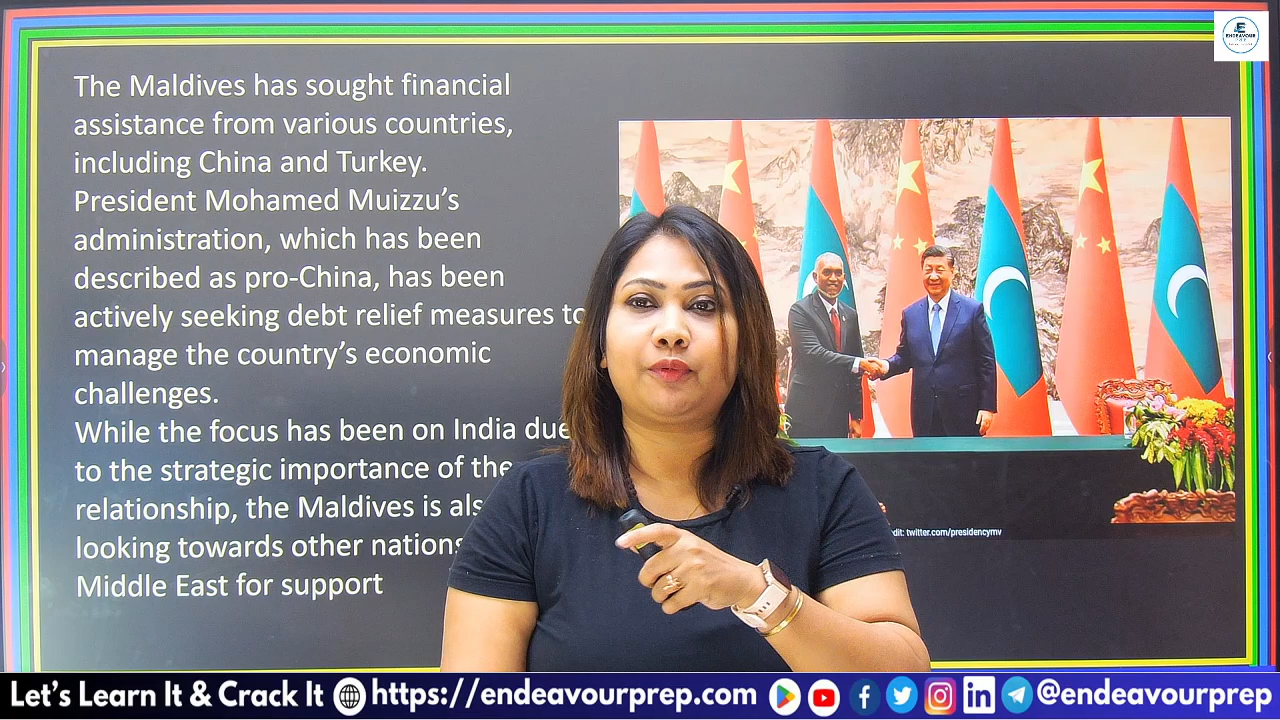 ENDEAVOUR
The Maldives has sought financial
assistance from various countries,
including China and Turkey.
President Mohamed Muizzu’s
administration, which has been
described as pro-China, has been
actively seeking debt relief measures to
manage the country’s economic
challenges.
While the focus has been on India due
to the strategic importance of the
relationship, the Maldives is als
looking towards other nations
Middle East for support
dit: twitter.com/presidencymv
Let’s Learn It & Crack It https://endeavourprep.com @endeavourprep